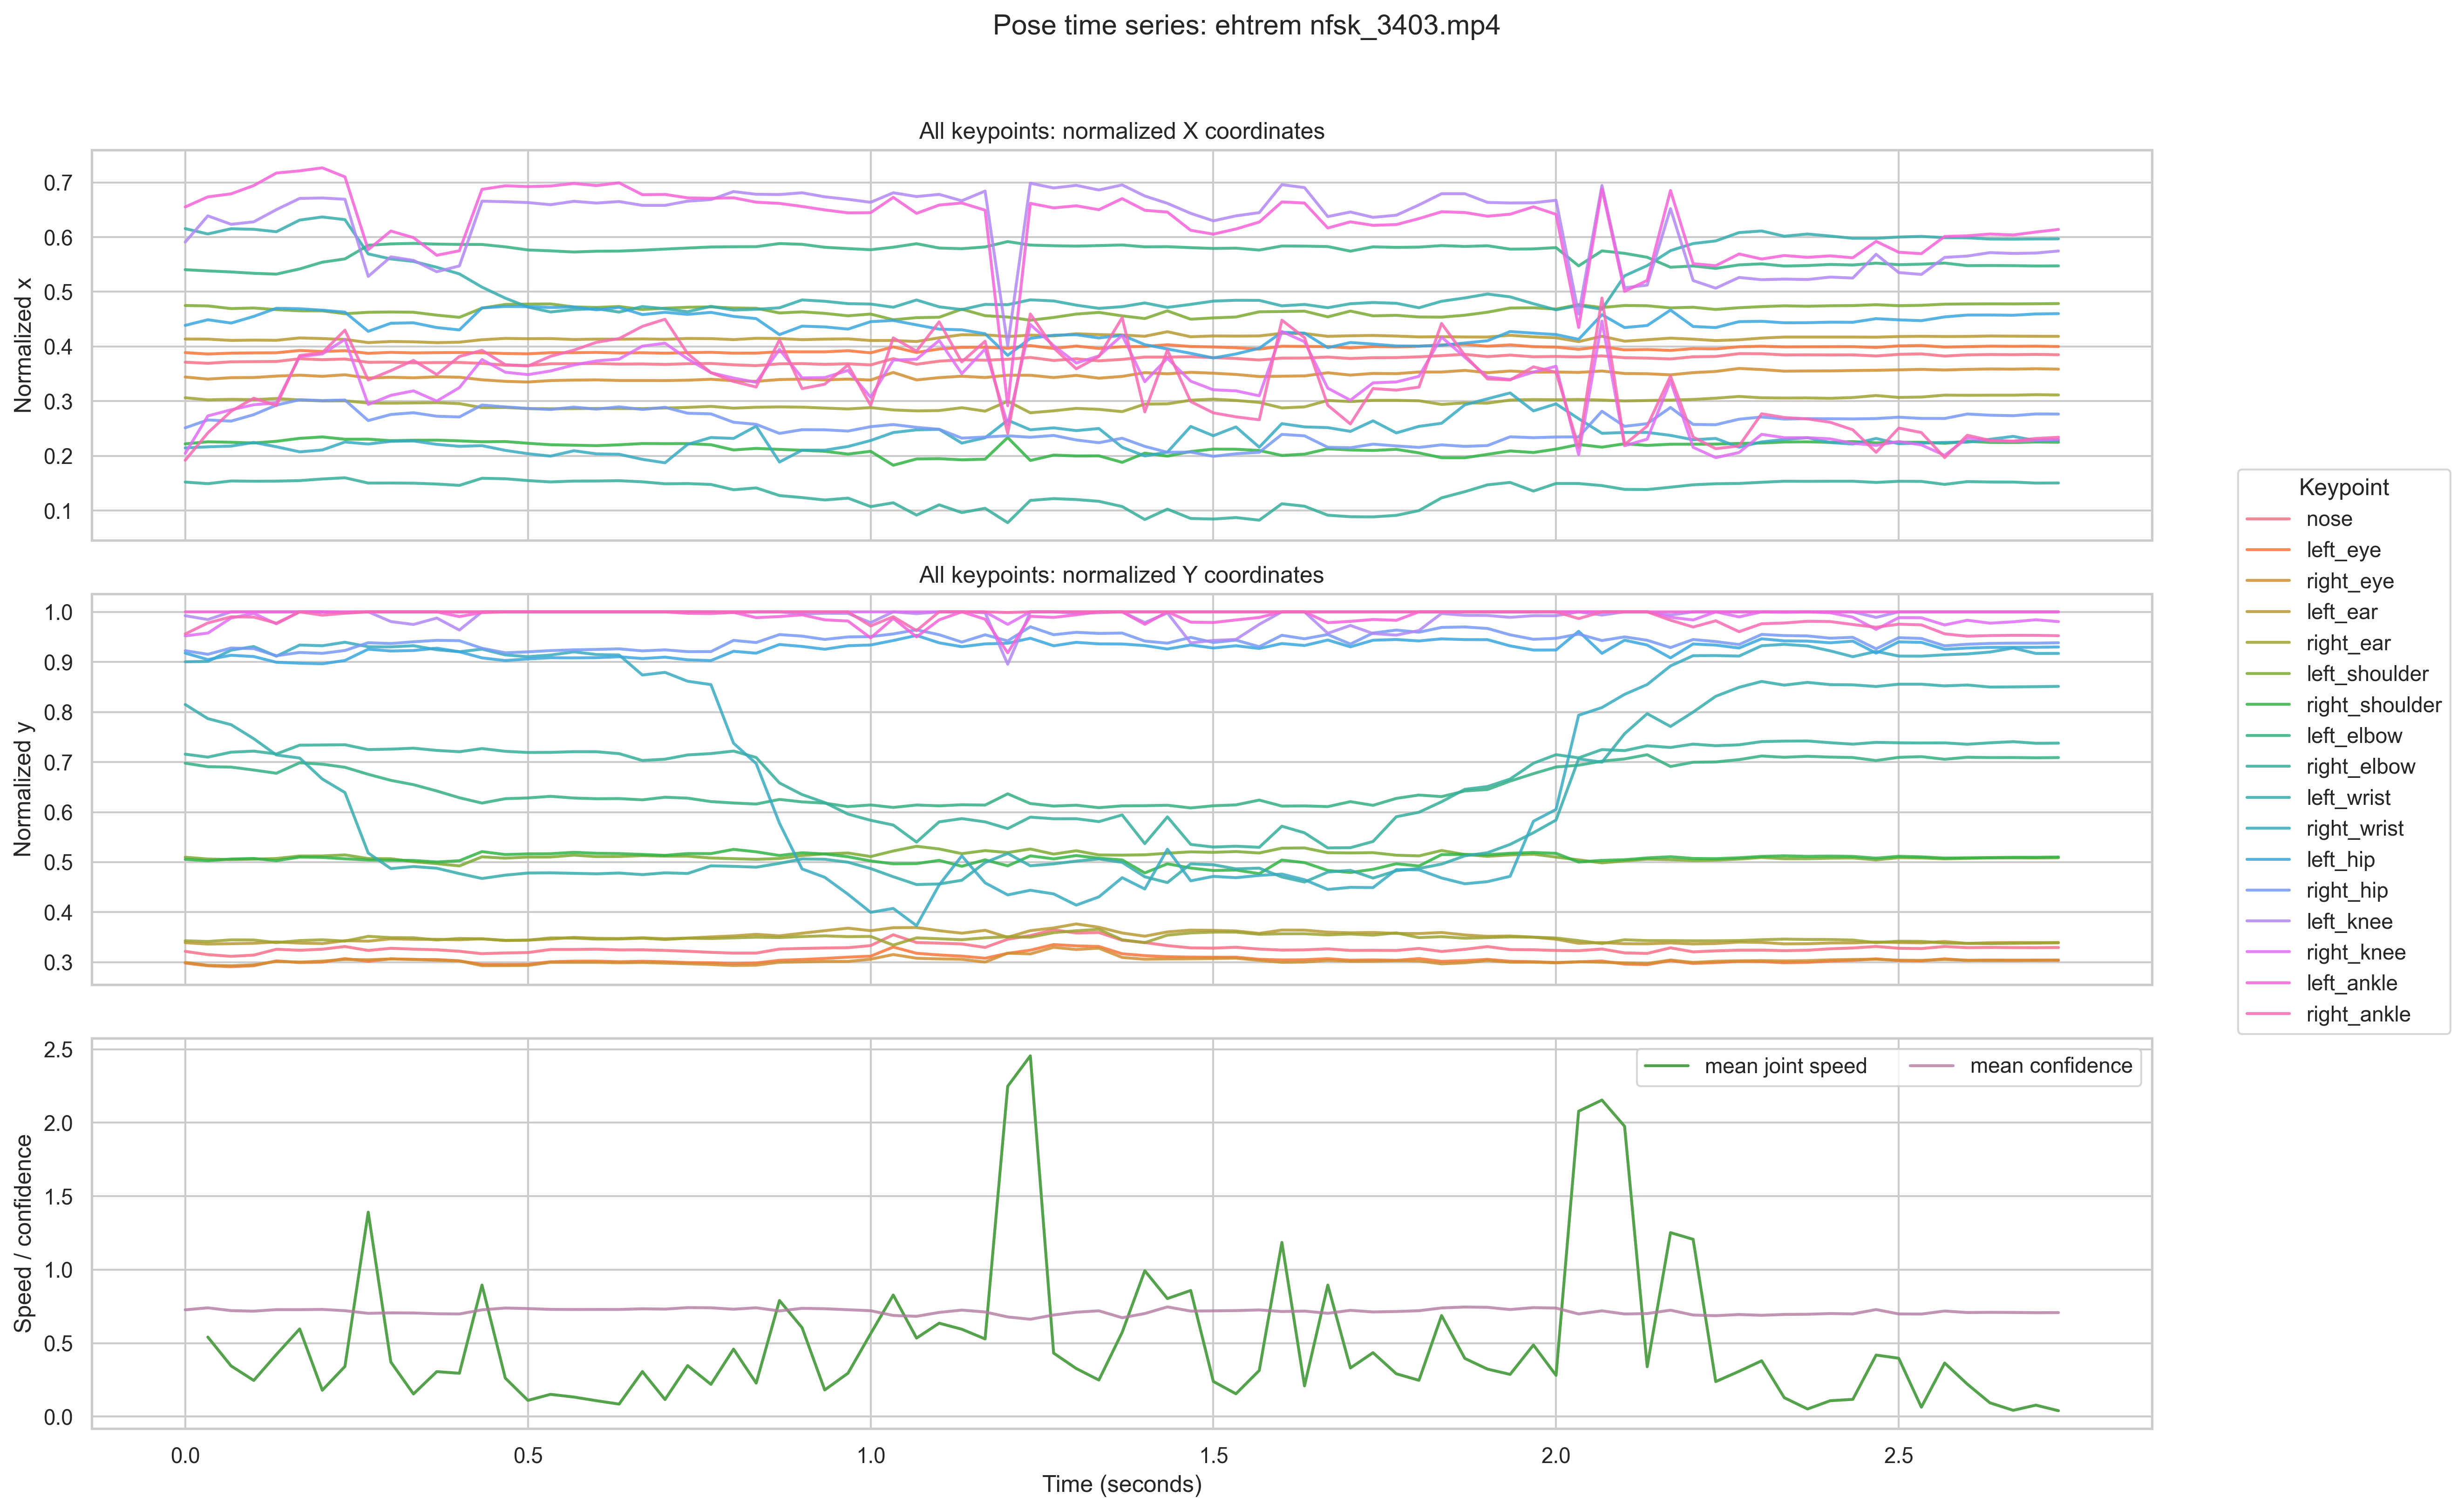 Pose time series: ehtrem nfsk_3403.mp4
All keypoints: normalized X coordinates
Normalized x
0.7
0.6
0.5
0.4
0.3
0.2
0.1
All keypoints: normalized Y coordinates
Normalized y
1.0
0.9
0.8
0.7
0.6
0.5
0.4
0.3
Keypoint
nose
left_eye
right_eye
left_ear
right_ear
left_shoulder
right_shoulder
left_elbow
right_elbow
left_wrist
right_wrist
left_hip
right_hip
left_knee
right_knee
left_ankle
right_ankle
Speed / confidence
2.5
2.0
1.5
1.0
0.5
0.0
mean joint speed mean confidence
0.0 0.5 1.0 1.5 2.0 2.5
Time (seconds)